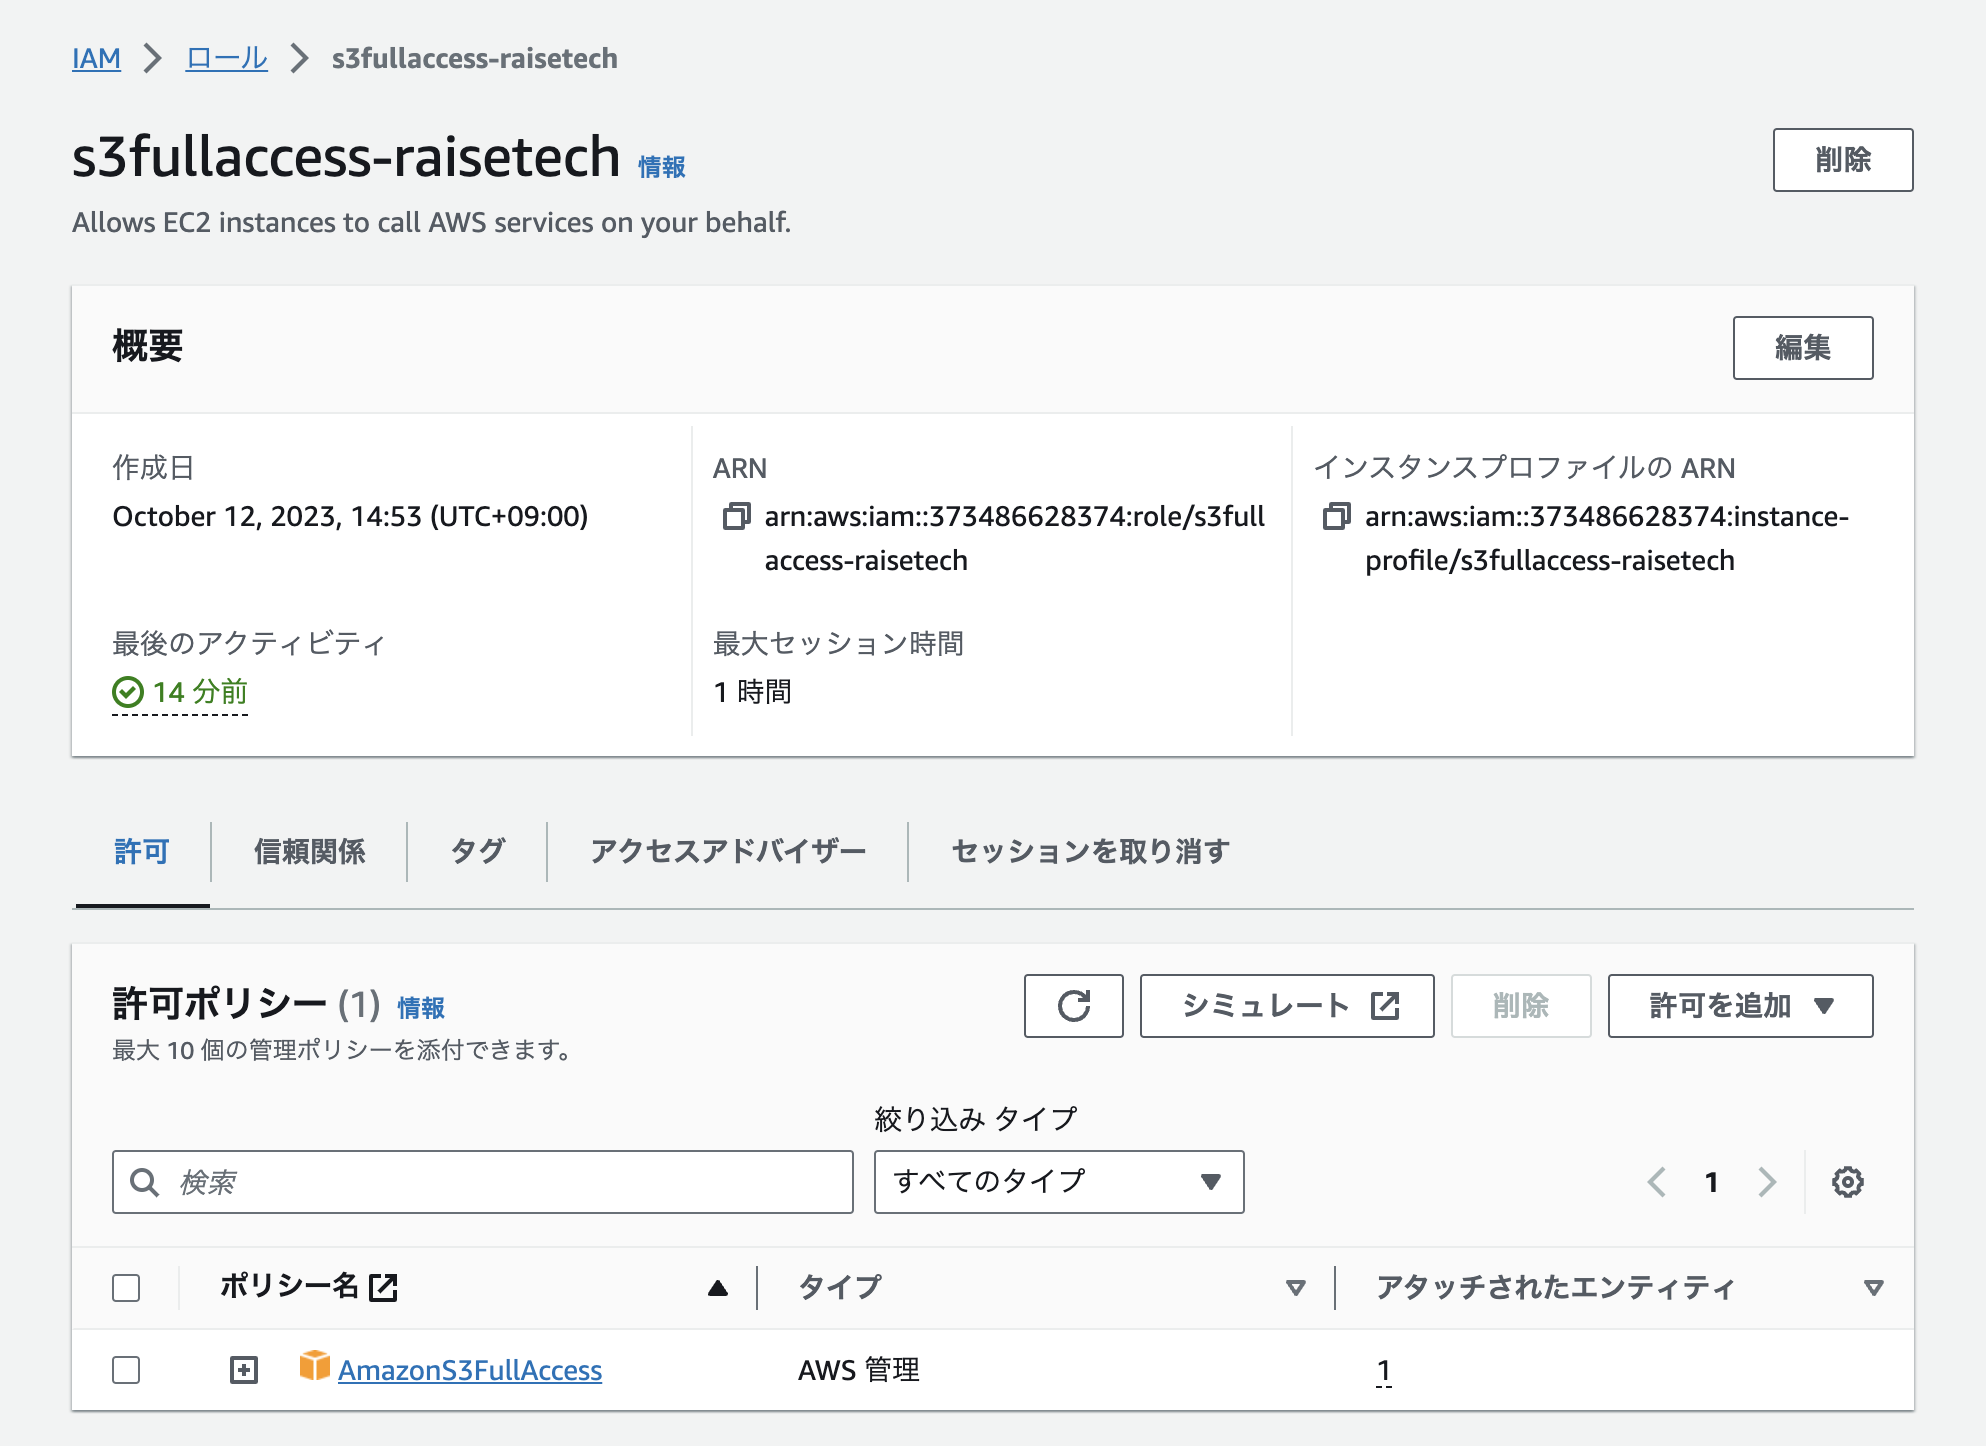 IAM > ロール > s3fullaccess-raisetech
s3fullaccess-raisetech 情報
削除
Allows EC2 instances to call AWS services on your behalf.
概要
編集
作成日
October 12, 2023, 14:53 (UTC+09:00)
ARN
arn:aws:iam::373486628374:role/s3full
access-raisetech
インスタンスプロファイルの ARN
arn:aws:iam::373486628374:instance-
profile/s3fullaccess-raisetech
最後のアクティビティ
14 分前
最大セッション時間
1 時間
許可
信頼関係
タグ
アクセスアドバイザー
セッションを取り消す
許可ポリシー (1) 情報
最大 10 個の管理ポリシーを添付できます。
シミュレート
削除
許可を追加
絞り込み タイプ
検索
すべてのタイプ
1
ポリシー名
タイプ
アタッチされたエンティティ
AmazonS3FullAccess
AWS 管理
1